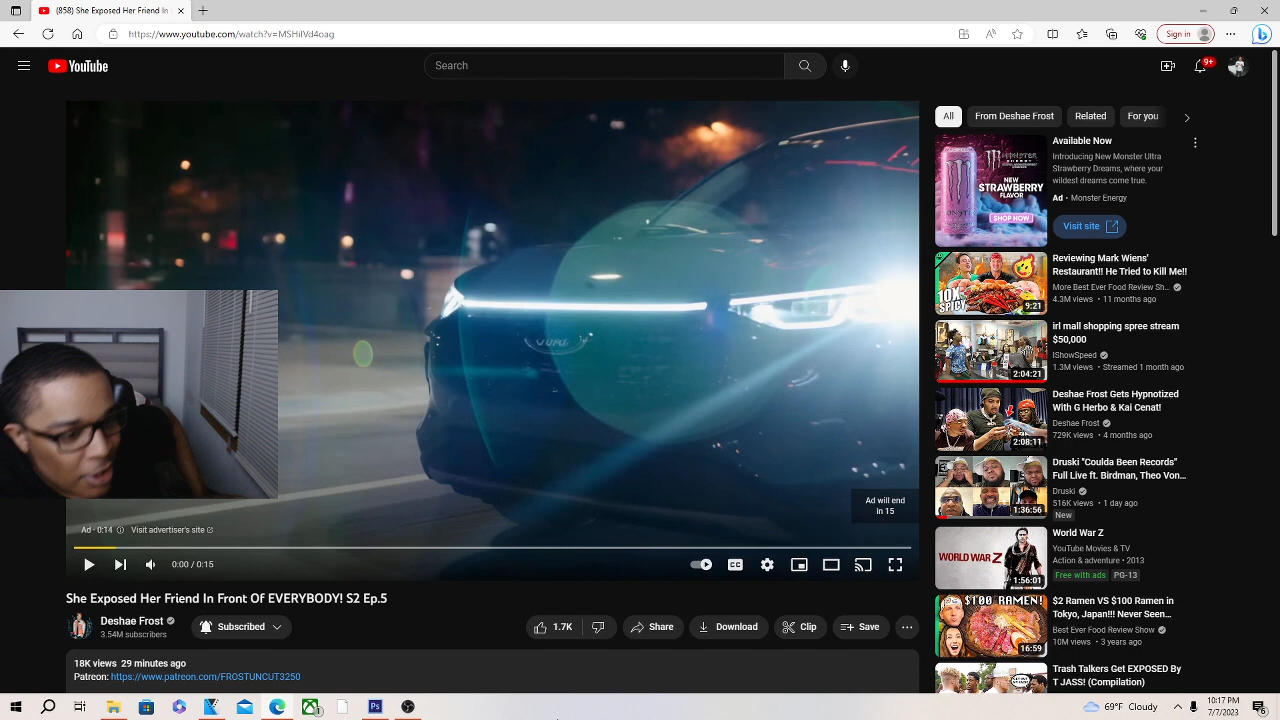 (858) She Exposed Her Friend In
https://www.youtube.com/watch?v=MSHilVd4oag
Sign in
YouTube
Search
9+
Ad · 0:14
Visit advertiser's site
Ad will end
in 15
0:00 / 0:15
CC
She Exposed Her Friend In Front Of EVERYBODY! S2 Ep.5
Deshae Frost
3.54M subscribers
Subscribed
1.7K
Share
Download
Clip
Save
18K views 29 minutes ago
Patreon: https://www.patreon.com/FROSTUNCUT3250
All
From Deshae Frost
Related
For you
MONSTER
ENERGY
NEW
STRAWBERRY
FLAVOR
SHOP NOW
Available Now
Introducing New Monster Ultra
Strawberry Dreams, where your
wildest dreams come true.
Ad • Monster Energy
Visit site
10X
SPICY
9:21
Reviewing Mark Wiens'
Restaurant!! He Tried to Kill Me!!
More Best Ever Food Review Sh...
4.3M views • 11 months ago
2:04:21
irl mall shopping spree stream
$50,000
IShowSpeed
1.3M views • Streamed 1 month ago
2:08:11
Deshae Frost Gets Hypnotized
With G Herbo & Kai Cenat!
Deshae Frost
729K views • 4 months ago
1:36:56
Druski "Coulda Been Records"
Full Live ft. Birdman, Theo Von...
Druski
516K views • 1 day ago
New
WORLD WAR Z
1:56:01
World War Z
YouTube Movies & TV
Action & adventure • 2013
Free with ads
PG-13
$100 RAMEN!
16:59
$2 Ramen VS $100 Ramen in
Tokyo, Japan!!! Never Seen...
Best Ever Food Review Show
10M views • 3 years ago
Trash Talkers Get EXPOSED By
T JASS! (Compilation)
69°F Cloudy
10:17 PM
7/7/2023